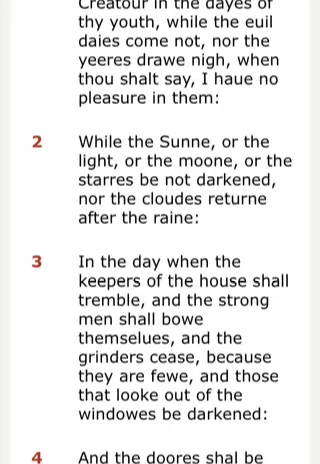 Creatour in the dayes of
thy youth, while the euil
daies come not, nor the
yeeres drawe nigh, when
thou shalt say, I haue no
pleasure in them:
2 While the Sunne, or the
light, or the moone, or the
starres be not darkened,
nor the cloudes returne
after the raine:
3 In the day when the
keepers of the house shall
tremble, and the strong
men shall bowe
themselues, and the
grinders cease, because
they are fewe, and those
that looke out of the
windowes be darkened:
4 And the doores shal be